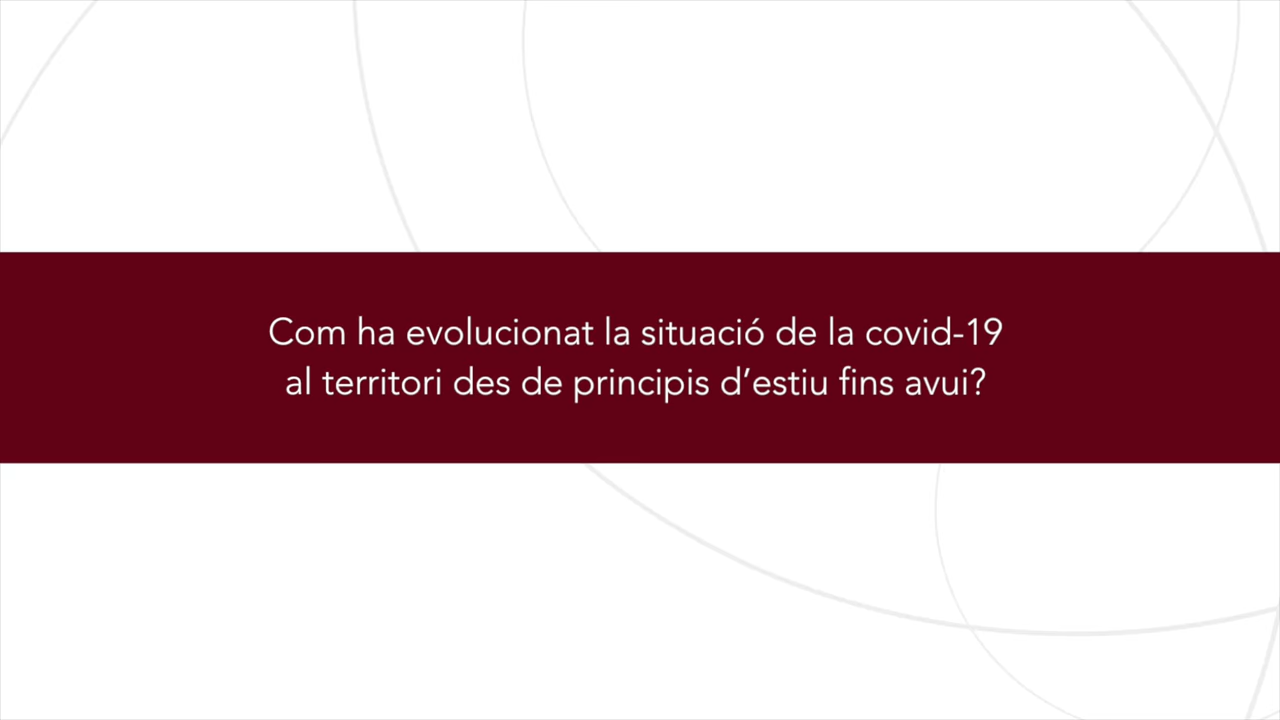 Com ha evolucionat la situació de la covid-19
al territori des de principis d’estiu fins avui?